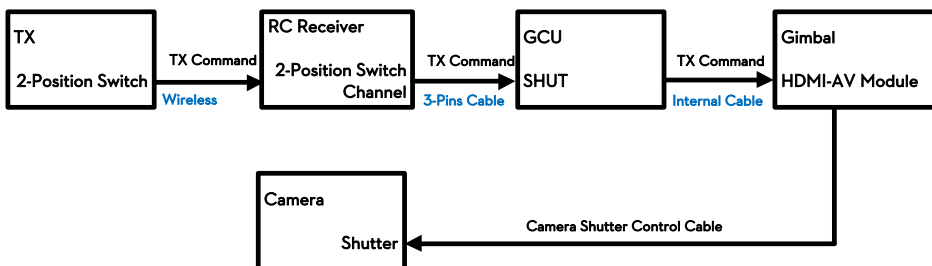 TX
2-Position Switch
TX Command
Wireless
RC Receiver
2-Position Switch
Channel
TX Command
3-Pins Cable
GCU
SHUT
TX Command
Internal Cable
Gimbal
HDMI-AV Module
Camera
Shutter
Camera Shutter Control Cable